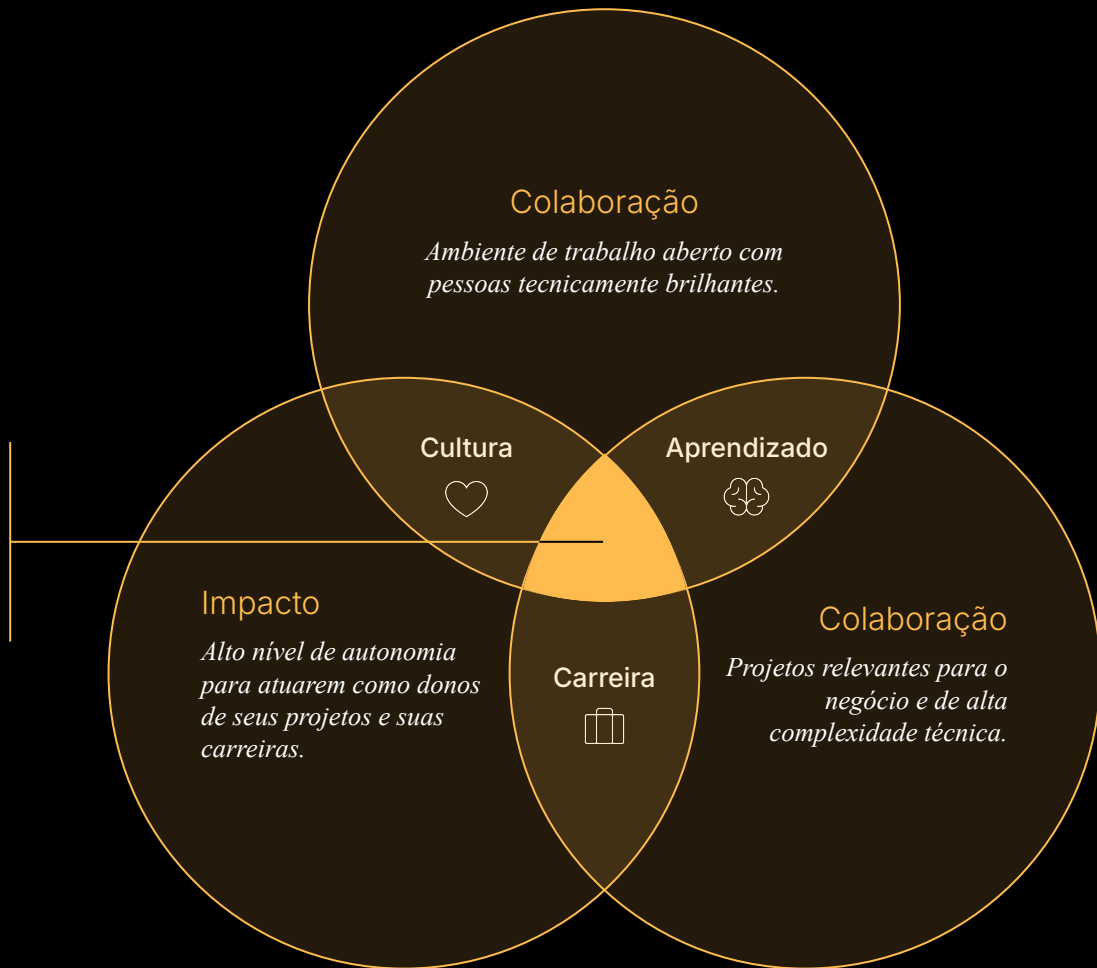 Colaboração
Ambiente de trabalho aberto com
pessoas tecnicamente brilhantes.
Cultura
Aprendizado
Impacto
Alto nível de autonomia
para atuarem como donos
de seus projetos e suas
carreiras.
Carreira
Colaboração
Projetos relevantes para o
negócio e de alta
complexidade técnica.